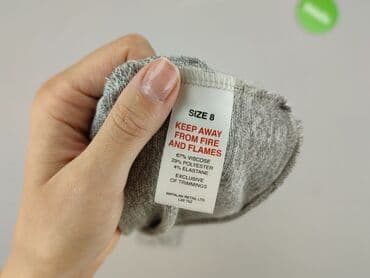 SIZE 8
KEEP AWAY
FROM FIRE
AND FLAMES
67% VISCOSE
29% POLYESTER
4% ELASTANE
EXCLUSIVE
OF TRIMMINGS